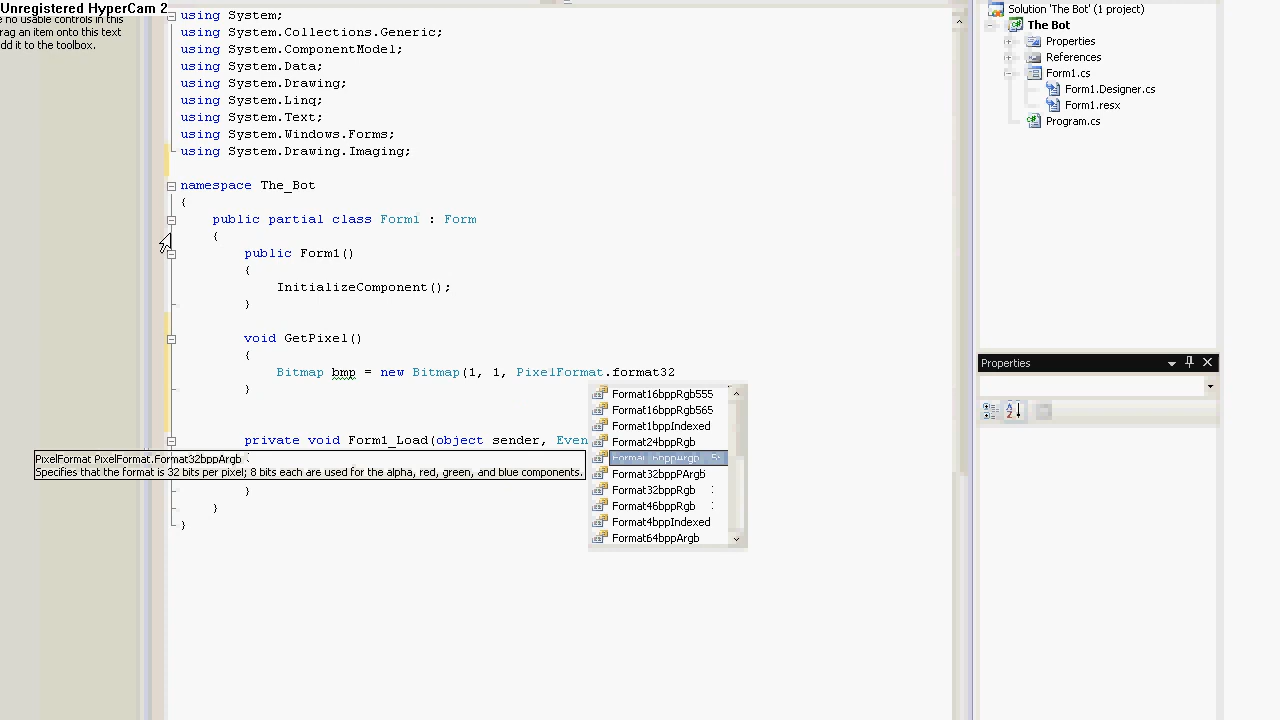 Unregistered HyperCam 2
e no usable controls in this
rag an item onto this text
dd it to the toolbox.
using System;
using System.Collections.Generic;
using System.ComponentModel;
using System.Data;
using System.Drawing;
using System.Linq;
using System.Text;
using System.Windows.Forms;
using System.Drawing.Imaging;
namespace The_Bot
{
public partial class Form1 : Form
{
public Form1()
{
InitializeComponent();
}
void GetPixel()
{
Bitmap bmp = new Bitmap(1, 1, PixelFormat.format32
}
private void Form1_Load(object sender, Even
}
}
}
PixelFormat PixelFormat.Format32bppArgb
Specifies that the format is 32 bits per pixel; 8 bits each are used for the alpha, red, green, and blue components.
Format16bppRgb555
Format16bppRgb565
Format1bppIndexed
Format24bppRgb
Format32bppPArgb
Format32bppRgb
Format4bppIndexed
Format64bppArgb
Solution 'The Bot' (1 project)
The Bot
Properties
References
Form1.cs
Form1.Designer.cs
Form1.resx
Program.cs
Properties